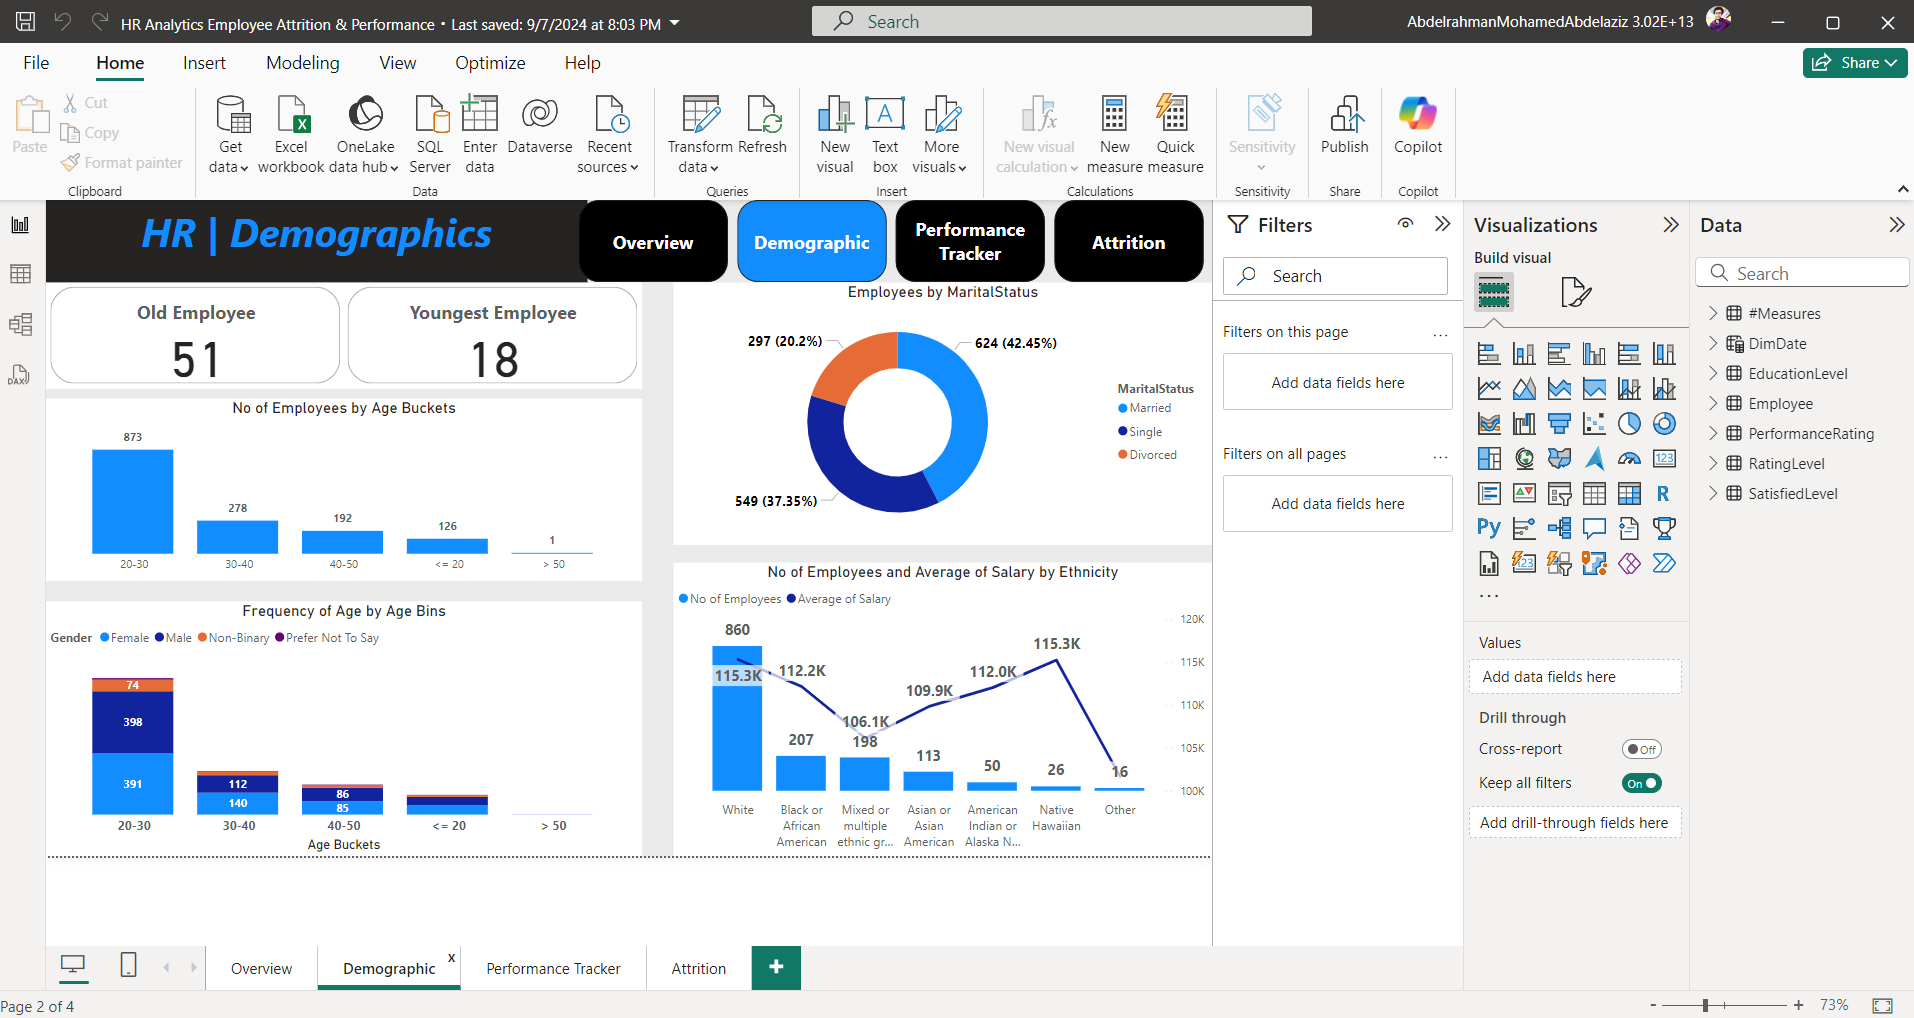 HR Analytics Employee Attrition & Performance • Last saved: 9/7/2024 at 8:03 PM
Search
AbdelrahmanMohamedAbdelaziz 3.02E+13
File Home Insert Modeling View Optimize Help
Share
Paste
Cut
Copy
Format painter
Clipboard
Get data
Excel workbook
OneLake data hub
SQL Server
Enter data
Dataverse
Recent sources
Data
Transform data
Refresh
Queries
New visual
Text box
More visuals
Insert
New visual calculation
New measure
Quick measure
Calculations
Sensitivity
Sensitivity
Publish
Share
Copilot
Copilot
HR | Demographics
Overview
Demographic
Performance Tracker
Attrition
Old Employee
51
Youngest Employee
18
No of Employees by Age Buckets
873
278
192
126
1
20-30 30-40 40-50 <= 20 > 50
Frequency of Age by Age Bins
Gender Female Male Non-Binary Prefer Not To Say
74
398
391
112
140
86
85
20-30 30-40 40-50 <= 20 > 50
Age Buckets
Employees by MaritalStatus
297 (20.2%)
624 (42.45%)
549 (37.35%)
MaritalStatus
Married
Single
Divorced
No of Employees and Average of Salary by Ethnicity
No of Employees Average of Salary
860
115.3K
112.2K
207
106.1K
198
109.9K
113
112.0K
50
115.3K
26
16
120K
115K
110K
105K
100K
White
Black or African American
Mixed or multiple ethnic gr...
Asian or Asian American
American Indian or Alaska N...
Native Hawaiian
Other
Filters
Search
Filters on this page
...
Add data fields here
Filters on all pages
...
Add data fields here
Visualizations
Build visual
123
R
Py
123
...
Values
Add data fields here
Drill through
Cross-report
Off
Keep all filters
On
Add drill-through fields here
Data
Search
#Measures
DimDate
EducationLevel
Employee
PerformanceRating
RatingLevel
SatisfiedLevel
DAX
Overview
Demographic
x
Performance Tracker
Attrition
+
Page 2 of 4
- + 73%